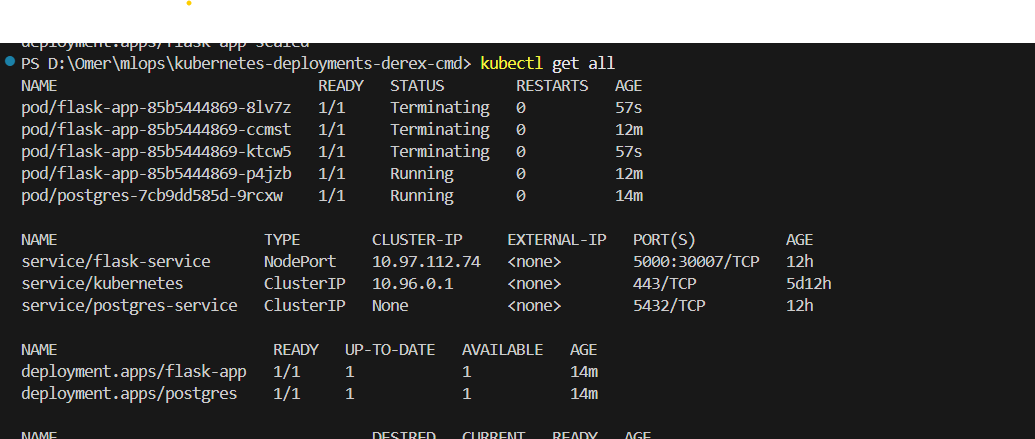 deployment.apps/flask-app scaled
PS D:\Omer\mlops\kubernetes-deployments-derex-cmd> kubectl get all
NAME READY STATUS RESTARTS AGE
pod/flask-app-85b5444869-8lv7z 1/1 Terminating 0 57s
pod/flask-app-85b5444869-ccmst 1/1 Terminating 0 12m
pod/flask-app-85b5444869-ktcw5 1/1 Terminating 0 57s
pod/flask-app-85b5444869-p4jzb 1/1 Running 0 12m
pod/postgres-7cb9dd585d-9rcxw 1/1 Running 0 14m
NAME TYPE CLUSTER-IP EXTERNAL-IP PORT(S) AGE
service/flask-service NodePort 10.97.112.74 <none> 5000:30007/TCP 12h
service/kubernetes ClusterIP 10.96.0.1 <none> 443/TCP 5d12h
service/postgres-service ClusterIP None <none> 5432/TCP 12h
NAME READY UP-TO-DATE AVAILABLE AGE
deployment.apps/flask-app 1/1 1 1 14m
deployment.apps/postgres 1/1 1 1 14m
NAME DESIRED CURRENT READY AGE